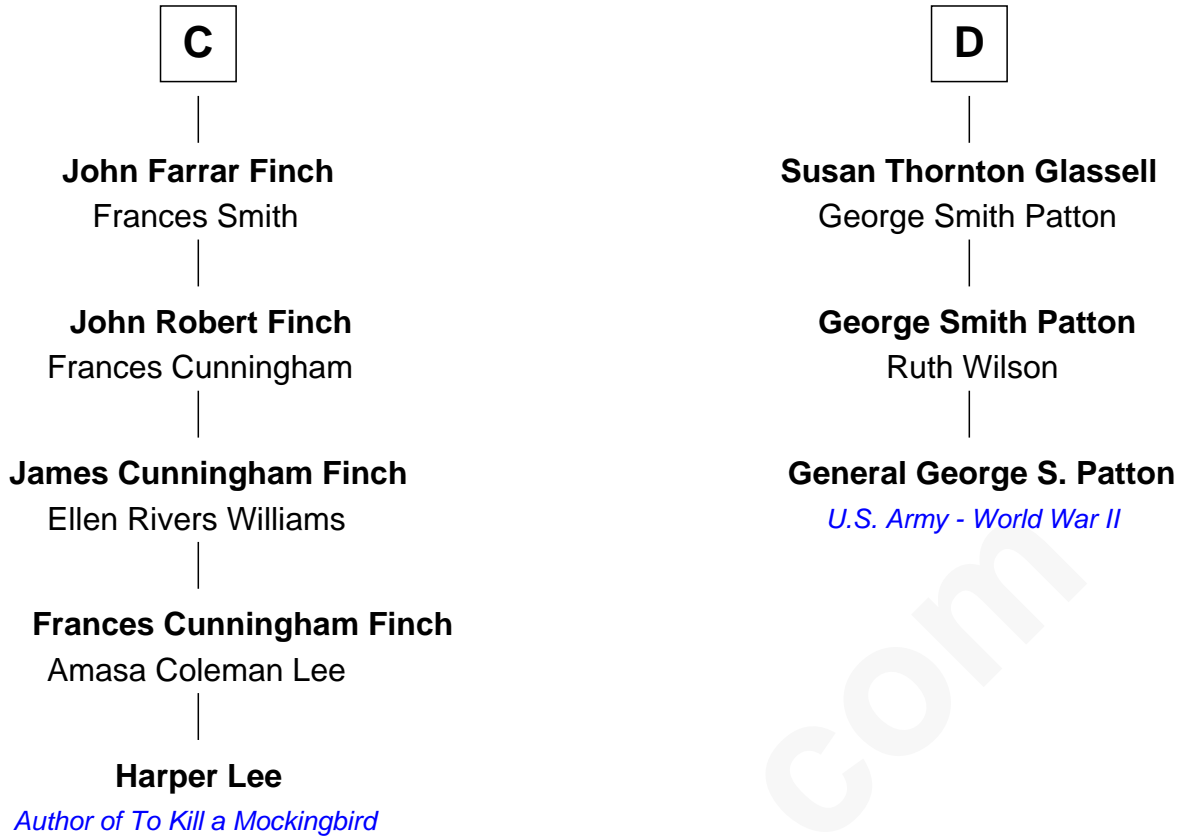 C
John Farrar Finch
Frances Smith
John Robert Finch
Frances Cunningham
James Cunningham Finch
Ellen Rivers Williams
Frances Cunningham Finch
Amasa Coleman Lee
Harper Lee
Author of To Kill a Mockingbird
D
Susan Thornton Glassell
George Smith Patton
George Smith Patton
Ruth Wilson
General George S. Patton
U.S. Army - World War II
com